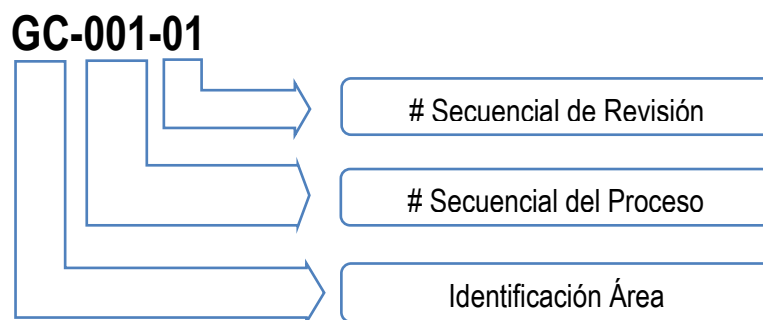 GC-001-01
# Secuencial de Revisión
# Secuencial del Proceso
Identificación Área